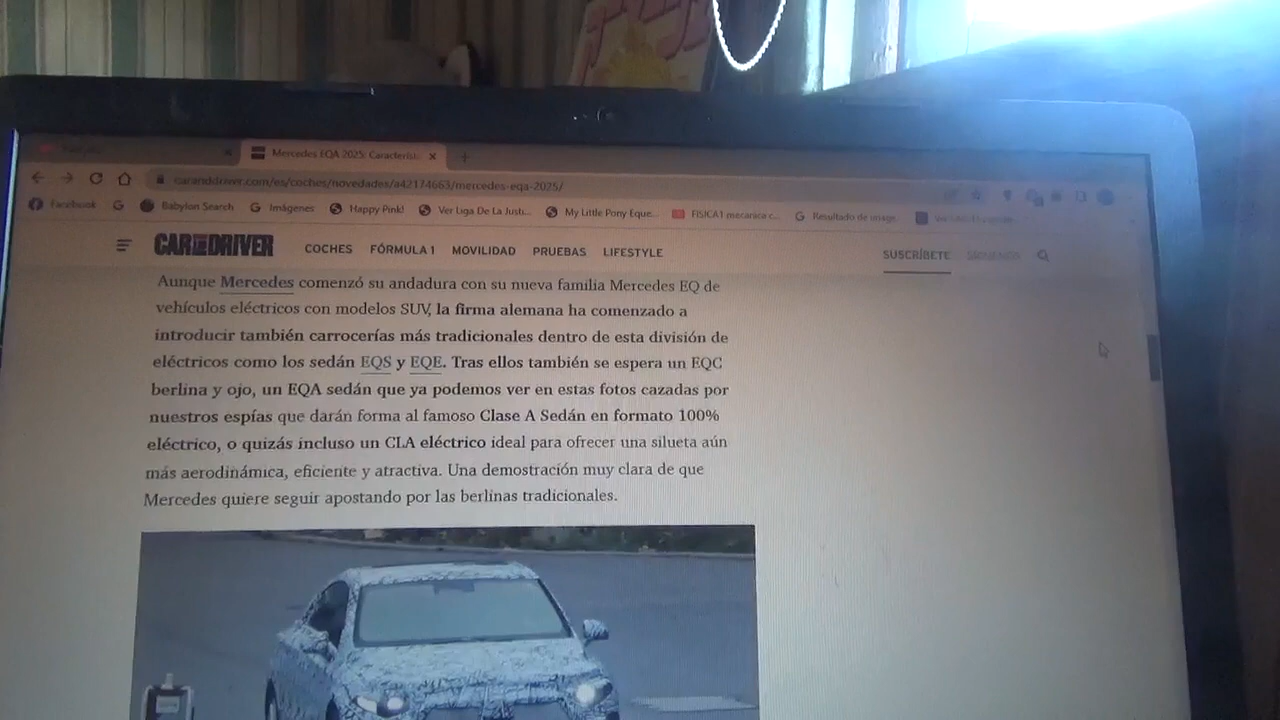 Mercedes EQA 2025: Caracterís
caranddriver.com/es/coches/novedades/a42174663/mercedes-eqa-2025/
Facebook G Babylon Search Imágenes Happy Pink! Ver Liga De La Justi... My Little Pony Eque... FISICA1 mecanica c... Resultado de image...
CAR AND DRIVER COCHES FÓRMULA 1 MOVILIDAD PRUEBAS LIFESTYLE SUSCRÍBETE SÍGUENOS
Aunque Mercedes comenzó su andadura con su nueva familia Mercedes EQ de
vehículos eléctricos con modelos SUV, la firma alemana ha comenzado a
introducir también carrocerías más tradicionales dentro de esta división de
eléctricos como los sedán EQS y EQE. Tras ellos también se espera un EQC
berlina y ojo, un EQA sedán que ya podemos ver en estas fotos cazadas por
nuestros espías que darán forma al famoso Clase A Sedán en formato 100%
eléctrico, o quizás incluso un CLA eléctrico ideal para ofrecer una silueta aún
más aerodinámica, eficiente y atractiva. Una demostración muy clara de que
Mercedes quiere seguir apostando por las berlinas tradicionales.